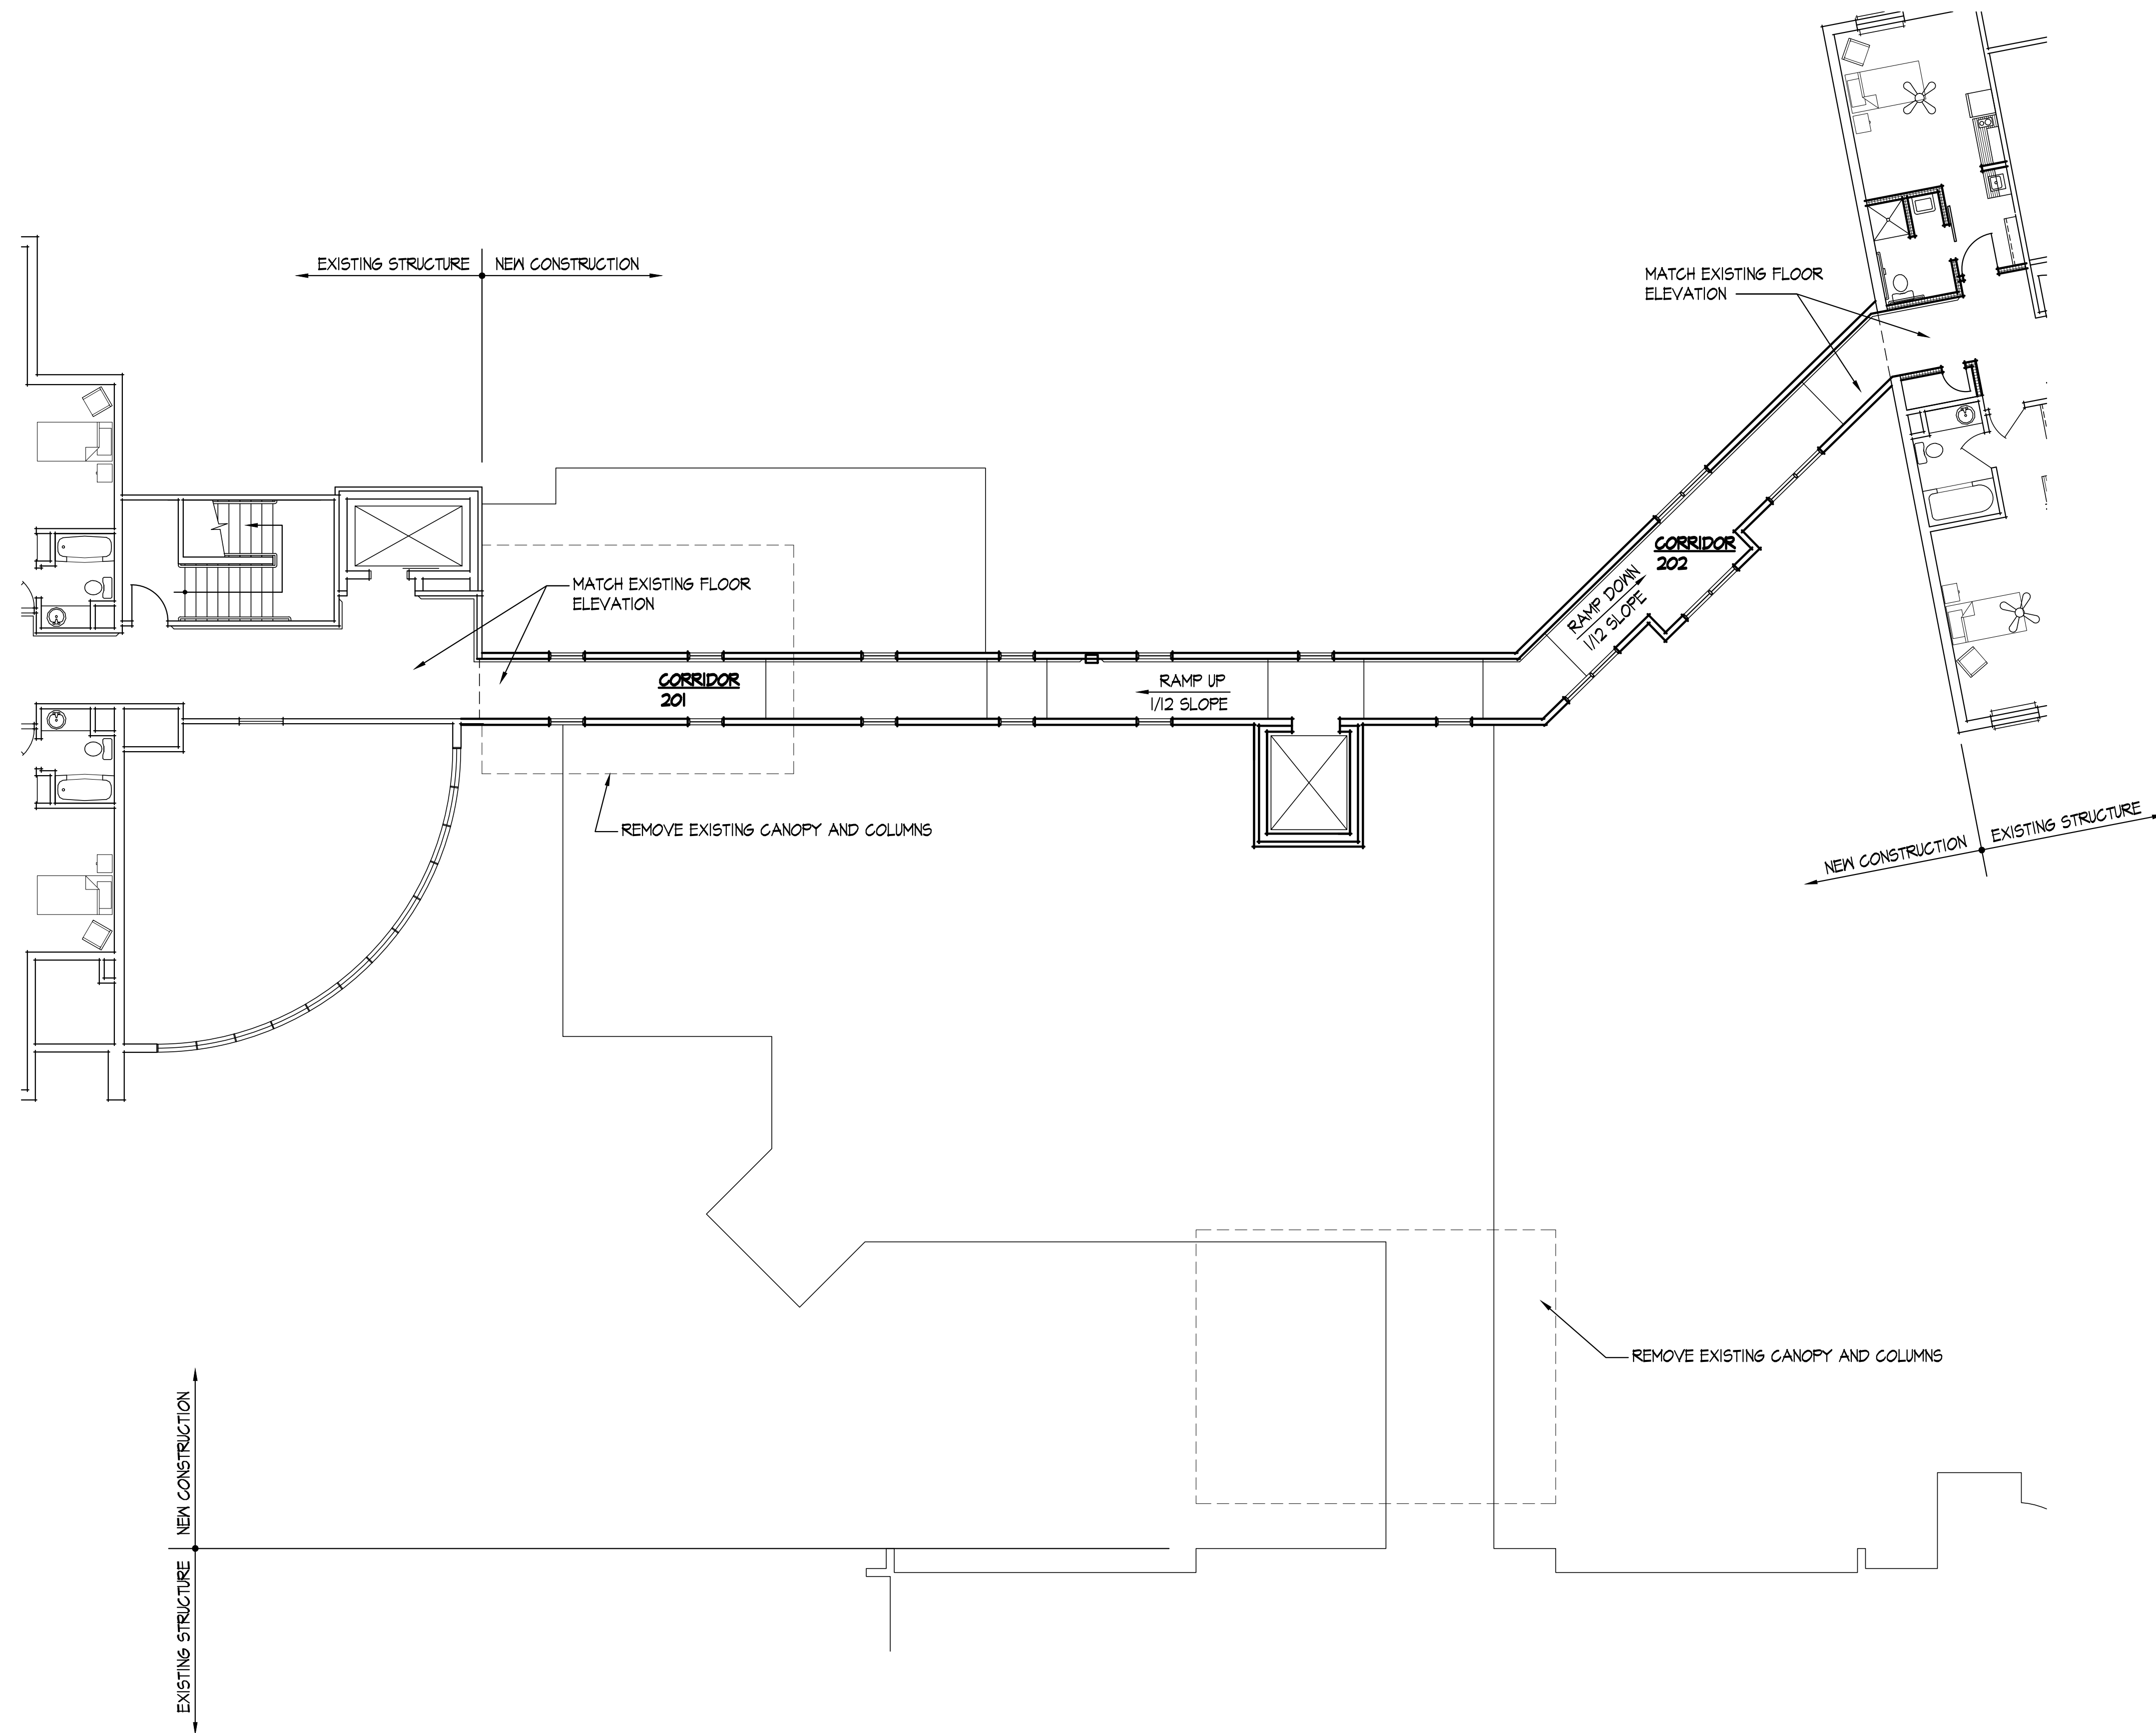 EXISTING STRUCTURE
NEW CONSTRUCTION
MATCH EXISTING FLOOR
ELEVATION
CORRIDOR
202
RAMP DOWN
1/12 SLOPE
MATCH EXISTING FLOOR
ELEVATION
CORRIDOR
201
RAMP UP
1/12 SLOPE
REMOVE EXISTING CANOPY AND COLUMNS
NEW CONSTRUCTION
EXISTING STRUCTURE
REMOVE EXISTING CANOPY AND COLUMNS
NEW CONSTRUCTION
EXISTING STRUCTURE